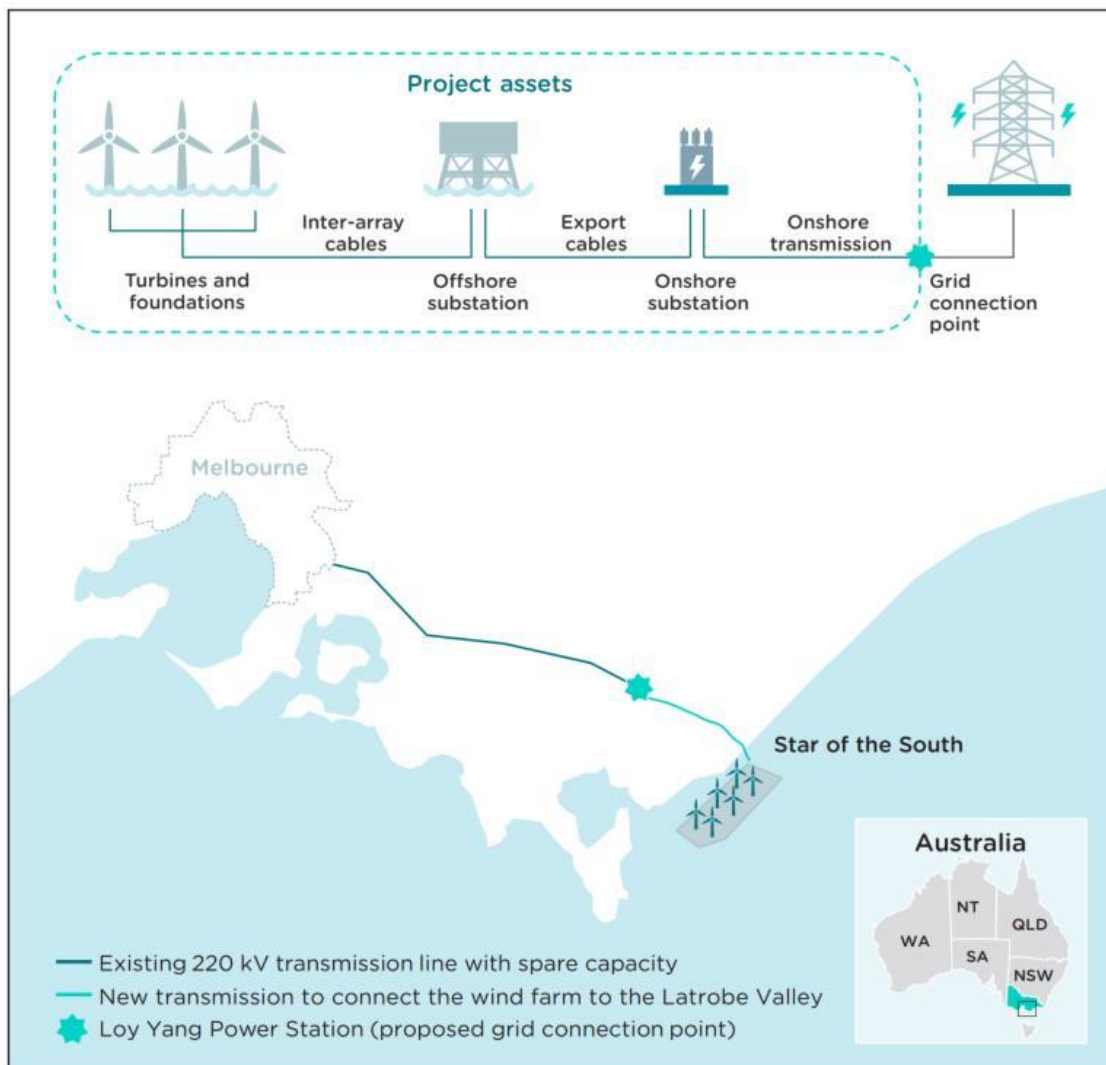 Project assets
Inter-array
cables
Export
cables
Onshore
transmission
Turbines and
foundations
Offshore
substation
Onshore
substation
Grid
connection
point
Melbourne
Star of the South
Existing 220 kV transmission line with spare capacity
New transmission to connect the wind farm to the Latrobe Valley
Loy Yang Power Station (proposed grid connection point)
Australia
NT
QLD
WA
SA
NSW